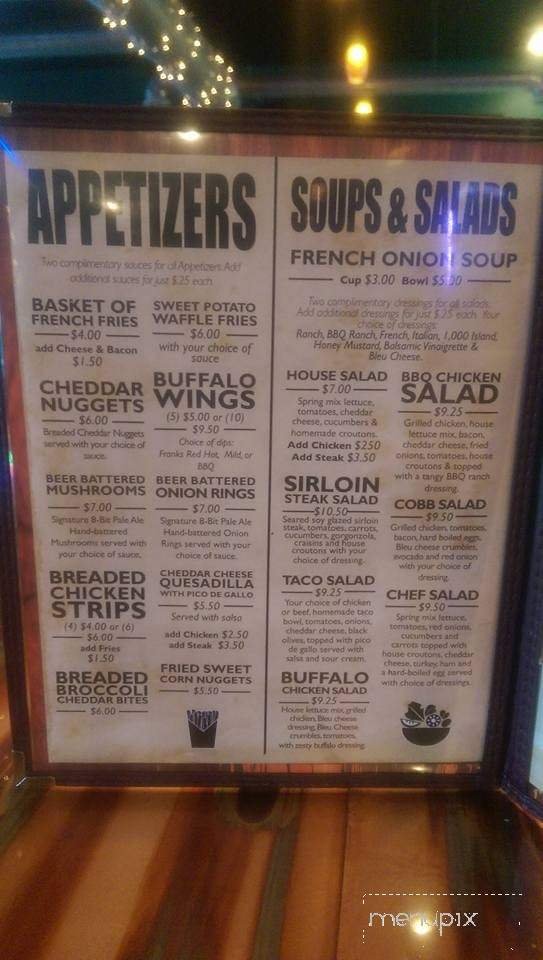 APPETIZERS
Two complimentary sauces for all Appetizers. Add
additional sauces for just $.25 each.
BASKET OF
FRENCH FRIES
$4.00
add Cheese & Bacon
$1.50
CHEDDAR
NUGGETS
$6.00
Breaded Cheddar Nuggets
served with your choice of
sauce.
BEER BATTERED
MUSHROOMS
$7.00
Signature 8-Bit Pale Ale
Hand-battered
Mushrooms served with
your choice of sauce.
BREADED
CHICKEN
STRIPS
(4) $4.00 or (6)
$6.00
add Fries
$1.50
BREADED
BROCCOLI
CHEDDAR BITES
$6.00
SWEET POTATO
WAFFLE FRIES
$6.00
with your choice of
sauce
BUFFALO
WINGS
(5) $5.00 or (10)
$9.50
Choice of dips:
Franks Red Hot, Mild, or
BBQ
BEER BATTERED
ONION RINGS
$7.00
Signature 8-Bit Pale Ale
Hand-battered Onion
Rings served with your
choice of sauce.
CHEDDAR CHEESE
QUESADILLA
WITH PICO DE GALLO
$5.50
Served with salsa
add Chicken $2.50
add Steak $3.50
FRIED SWEET
CORN NUGGETS
$5.50
SOUPS & SALADS
FRENCH ONION SOUP
Cup $3.00 Bowl $5.00
Two complimentary dressings for all salads.
Add additional dressings for just $.25 each. Your
choice of dressings:
Ranch, BBQ Ranch, French, Italian, 1,000 Island,
Honey Mustard, Balsamic Vinaigrette &
Bleu Cheese.
HOUSE SALAD
$7.00
Spring mix lettuce,
tomatoes, cheddar
cheese, cucumbers &
homemade croutons.
Add Chicken $2.50
Add Steak $3.50
SIRLOIN
STEAK SALAD
$10.50
Seared soy glazed sirloin
steak, tomatoes, carrots,
cucumbers, gorgonzola,
craisins and house
croutons with your
choice of dressing.
TACO SALAD
$9.25
Your choice of chicken
or beef, homemade taco
bowl, tomatoes, onions,
cheddar cheese, black
olives, topped with pico
de gallo served with
salsa and sour cream.
BUFFALO
CHICKEN SALAD
$9.25
House lettuce mix, grilled
chicken, Bleu cheese
dressing, Bleu Cheese
crumbles, tomatoes,
with zesty buffalo dressing.
BBQ CHICKEN
SALAD
$9.25
Grilled chicken, house
lettuce mix, bacon,
cheddar cheese, fried
onions, tomatoes, house
croutons & topped
with a tangy BBQ ranch
dressing.
COBB SALAD
$9.50
Grilled chicken, tomatoes,
bacon, hard boiled eggs,
Bleu cheese crumbles,
avocado and red onion
with your choice of
dressing.
CHEF SALAD
$9.50
Spring mix lettuce,
tomatoes, red onions,
cucumbers and
carrots topped with
house croutons, cheddar
cheese, turkey, ham and
a hard-boiled egg served
with choice of dressings.
menupix